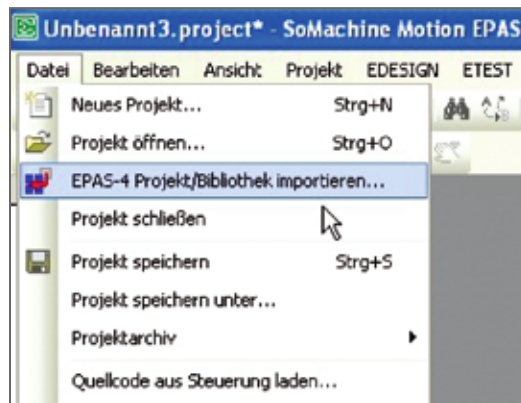 Unbenannt3.project* - SoMachine Motion EPAS
Datei Bearbeiten Ansicht Projekt EDESIGN ETEST
Neues Projekt... Strg+N
Projekt öffnen... Strg+O
EPAS-4 Projekt/Bibliothek importieren...
Projekt schließen
Projekt speichern Strg+S
Projekt speichern unter...
Projektarchiv
Quellcode aus Steuerung laden...